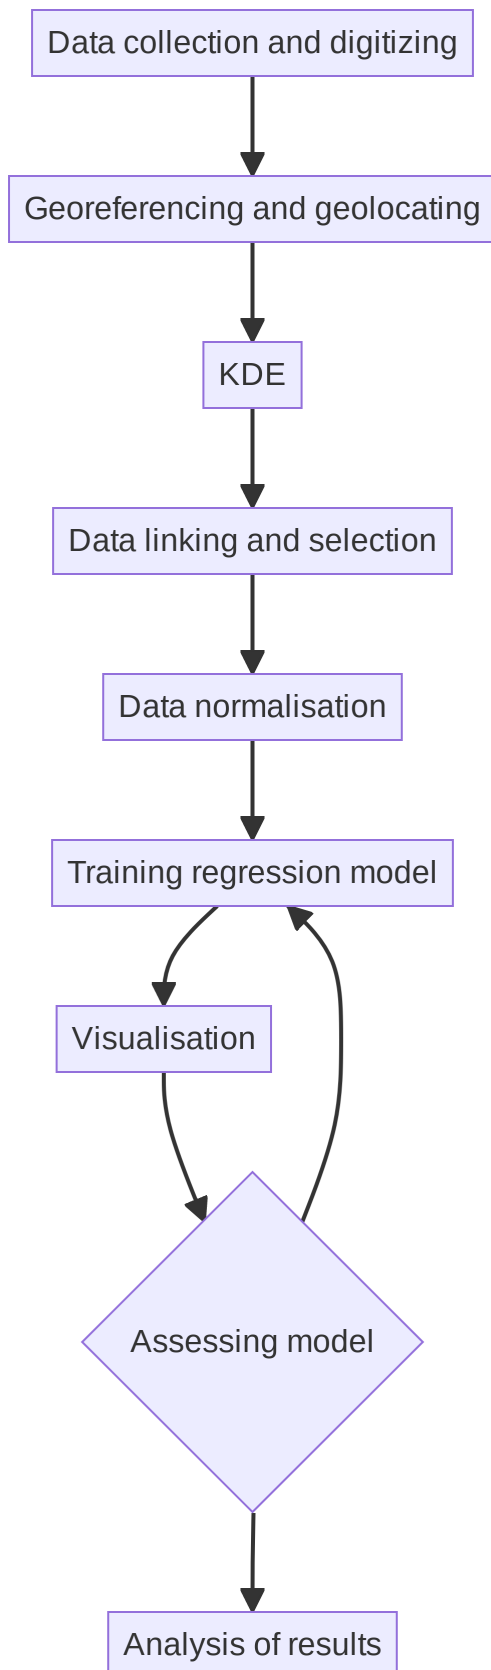 Data collection and digitizing
Georeferencing and geolocating
KDE
Data linking and selection
Data normalisation
Training regression model
Visualisation
Assessing model
Analysis of results